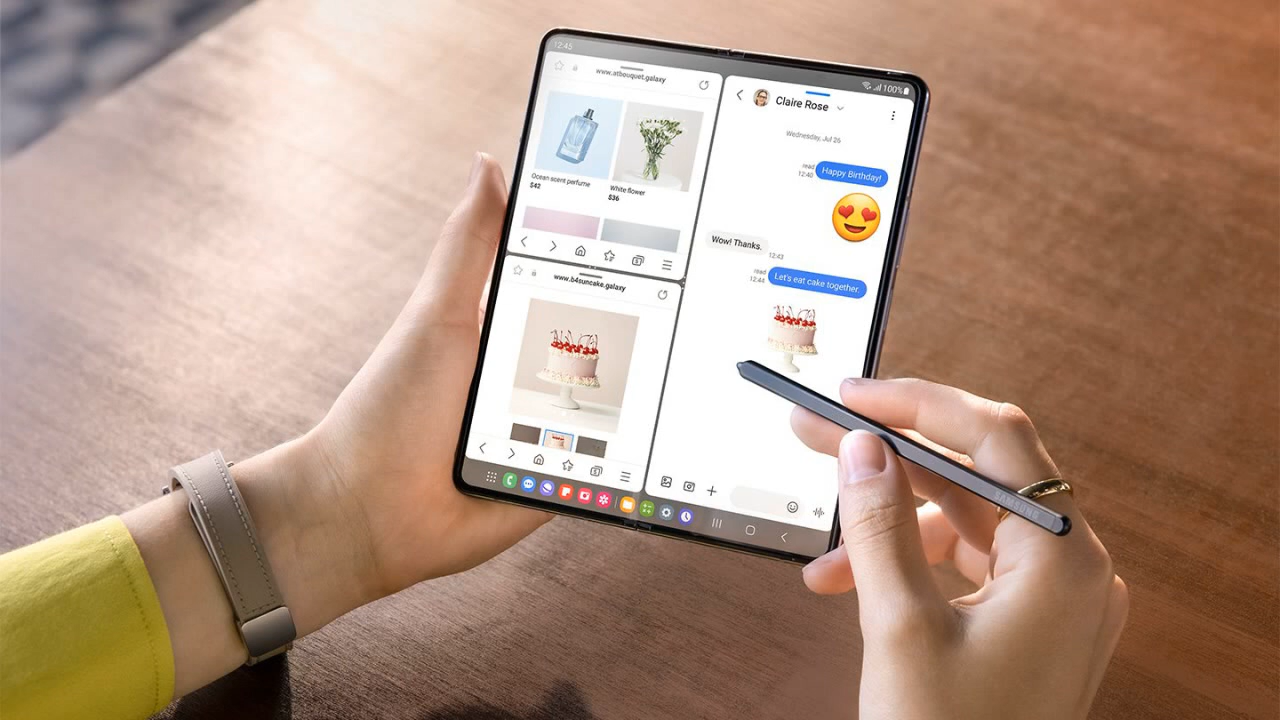 12:45
100%
www.atbouquet.galaxy
Ocean scent perfume
$42
White flower
$36
www.b4suncake.galaxy
Claire Rose
Wednesday, Jul 26
read
12:40
Happy Birthday!
Wow! Thanks.
12:43
read
12:44
Let's eat cake together.
SAMSUNG